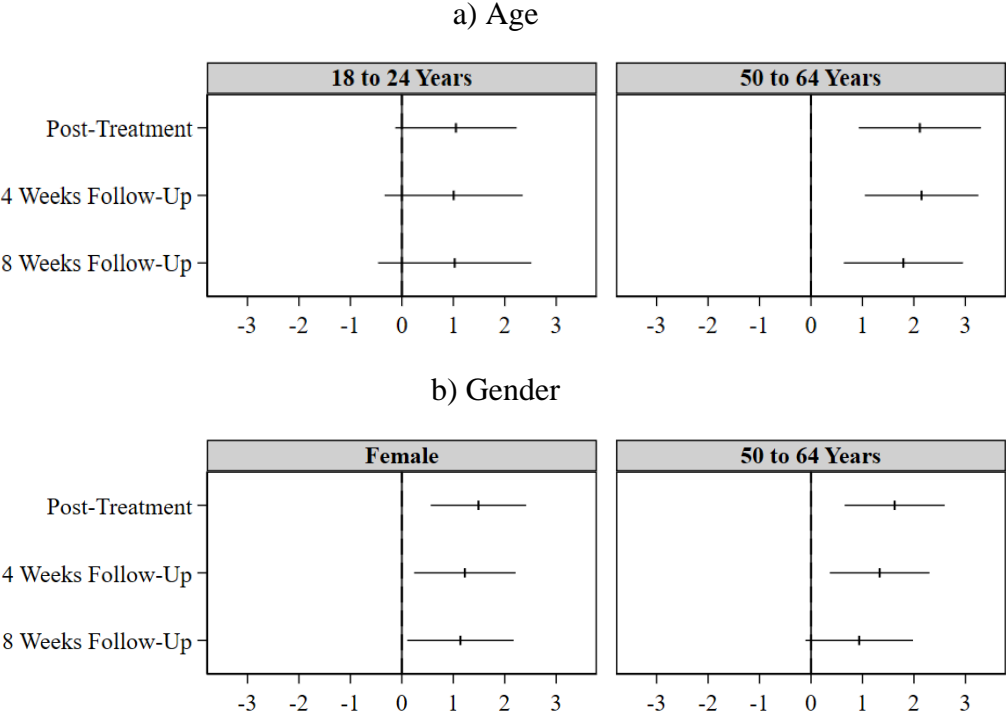 a) Age
18 to 24 Years
50 to 64 Years
Post-Treatment
4 Weeks Follow-Up
8 Weeks Follow-Up
-3 -2 -1 0 1 2 3
-3 -2 -1 0 1 2 3
b) Gender
Female
50 to 64 Years
Post-Treatment
4 Weeks Follow-Up
8 Weeks Follow-Up
-3 -2 -1 0 1 2 3
-3 -2 -1 0 1 2 3